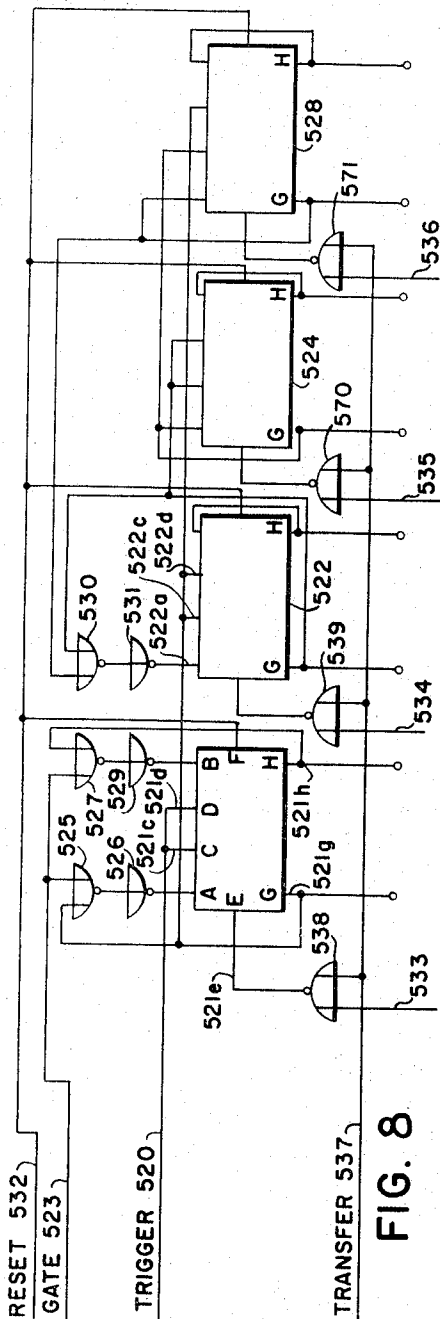 RESET 532
GATE 523
TRIGGER 520
TRANSFER 537
FIG. 8
525
526
527
529
530
531
521c
521d
522a
522c
522d
A
C
D
B
E
F
G
H
521e
521g
521h
538
533
G
H
522
539
534
G
H
524
570
535
G
H
528
571
536